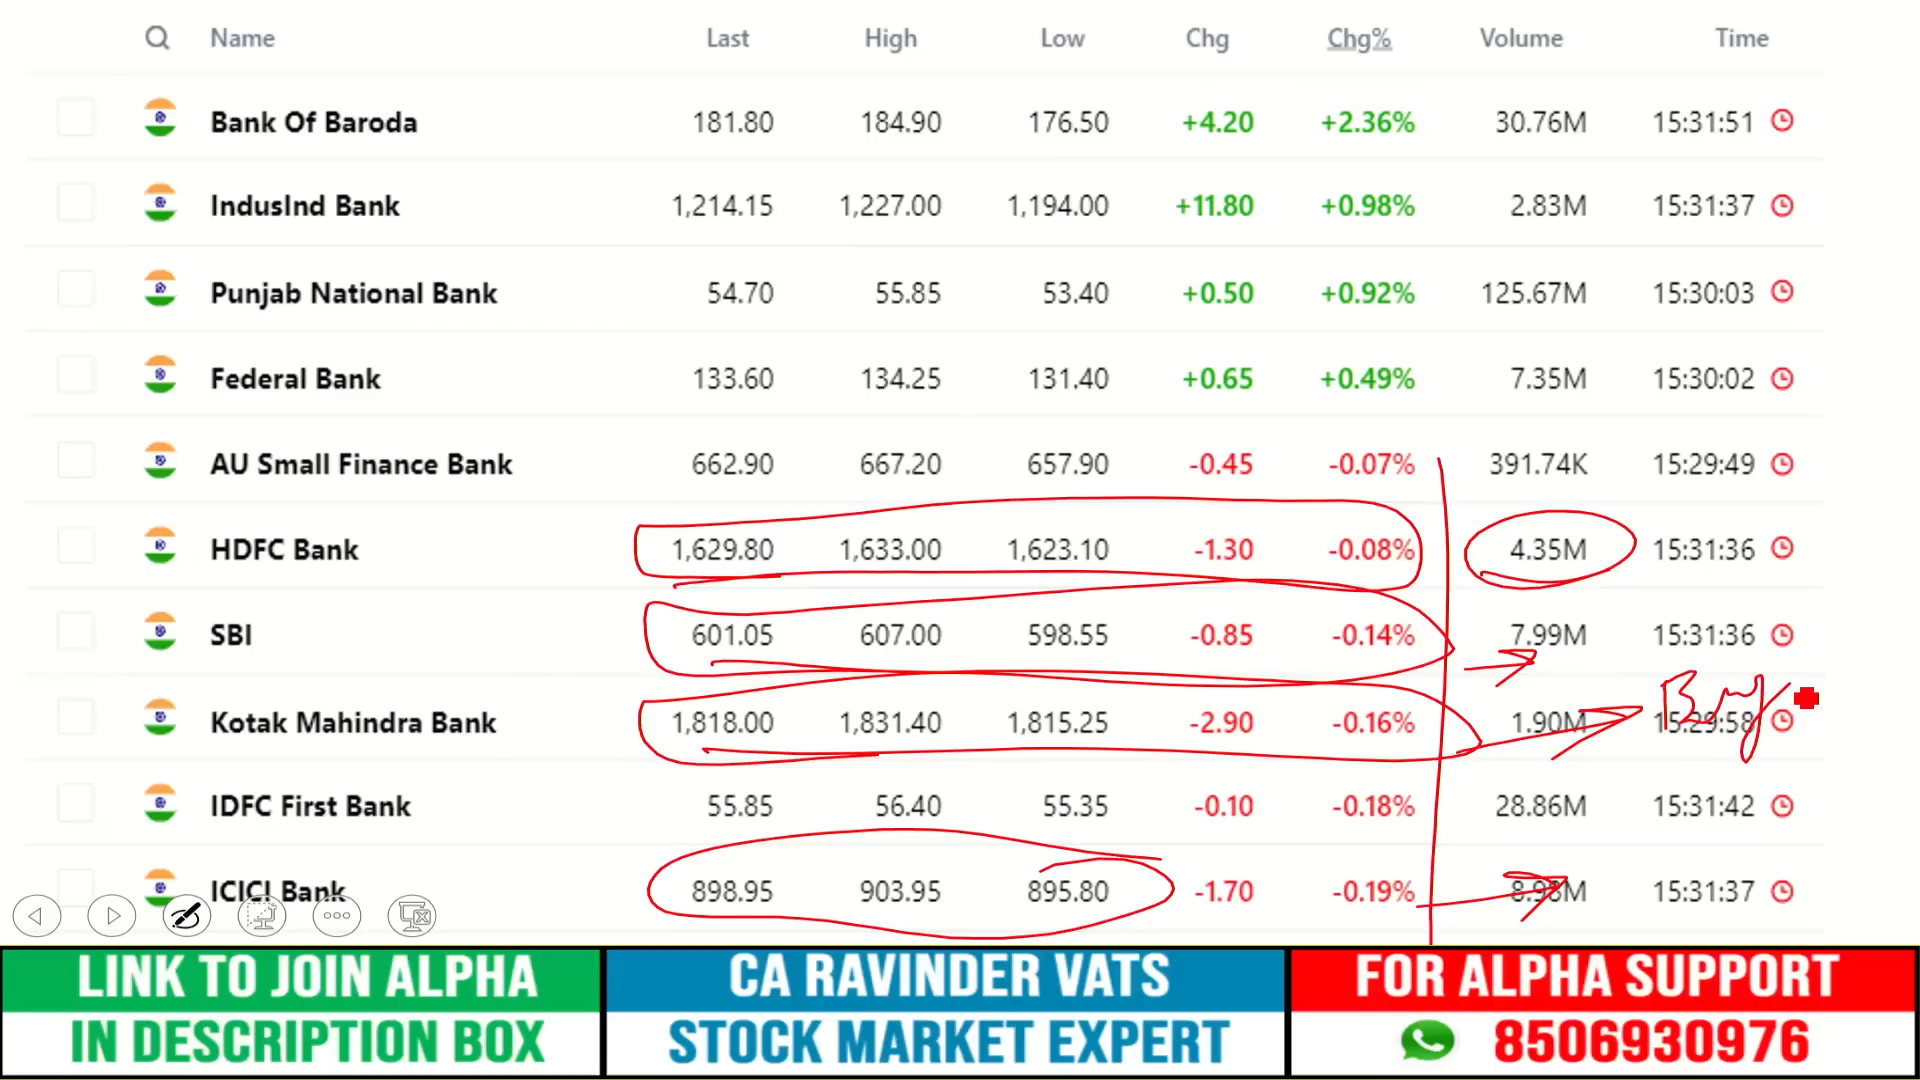 Name Last High Low Chg Chg% Volume Time
Bank Of Baroda 181.80 184.90 176.50 +4.20 +2.36% 30.76M 15:31:51
IndusInd Bank 1,214.15 1,227.00 1,194.00 +11.80 +0.98% 2.83M 15:31:37
Punjab National Bank 54.70 55.85 53.40 +0.50 +0.92% 125.67M 15:30:03
Federal Bank 133.60 134.25 131.40 +0.65 +0.49% 7.35M 15:30:02
AU Small Finance Bank 662.90 667.20 657.90 -0.45 -0.07% 391.74K 15:29:49
HDFC Bank 1,629.80 1,633.00 1,623.10 -1.30 -0.08% 4.35M 15:31:36
SBI 601.05 607.00 598.55 -0.85 -0.14% 7.99M 15:31:36
Buy
Kotak Mahindra Bank 1,818.00 1,831.40 1,815.25 -2.90 -0.16% 1.90M 15:29:58
IDFC First Bank 55.85 56.40 55.35 -0.10 -0.18% 28.86M 15:31:42
ICICI Bank 898.95 903.95 895.80 -1.70 -0.19% 15:31:37
LINK TO JOIN ALPHA
IN DESCRIPTION BOX
CA RAVINDER VATS
STOCK MARKET EXPERT
FOR ALPHA SUPPORT
8506930976